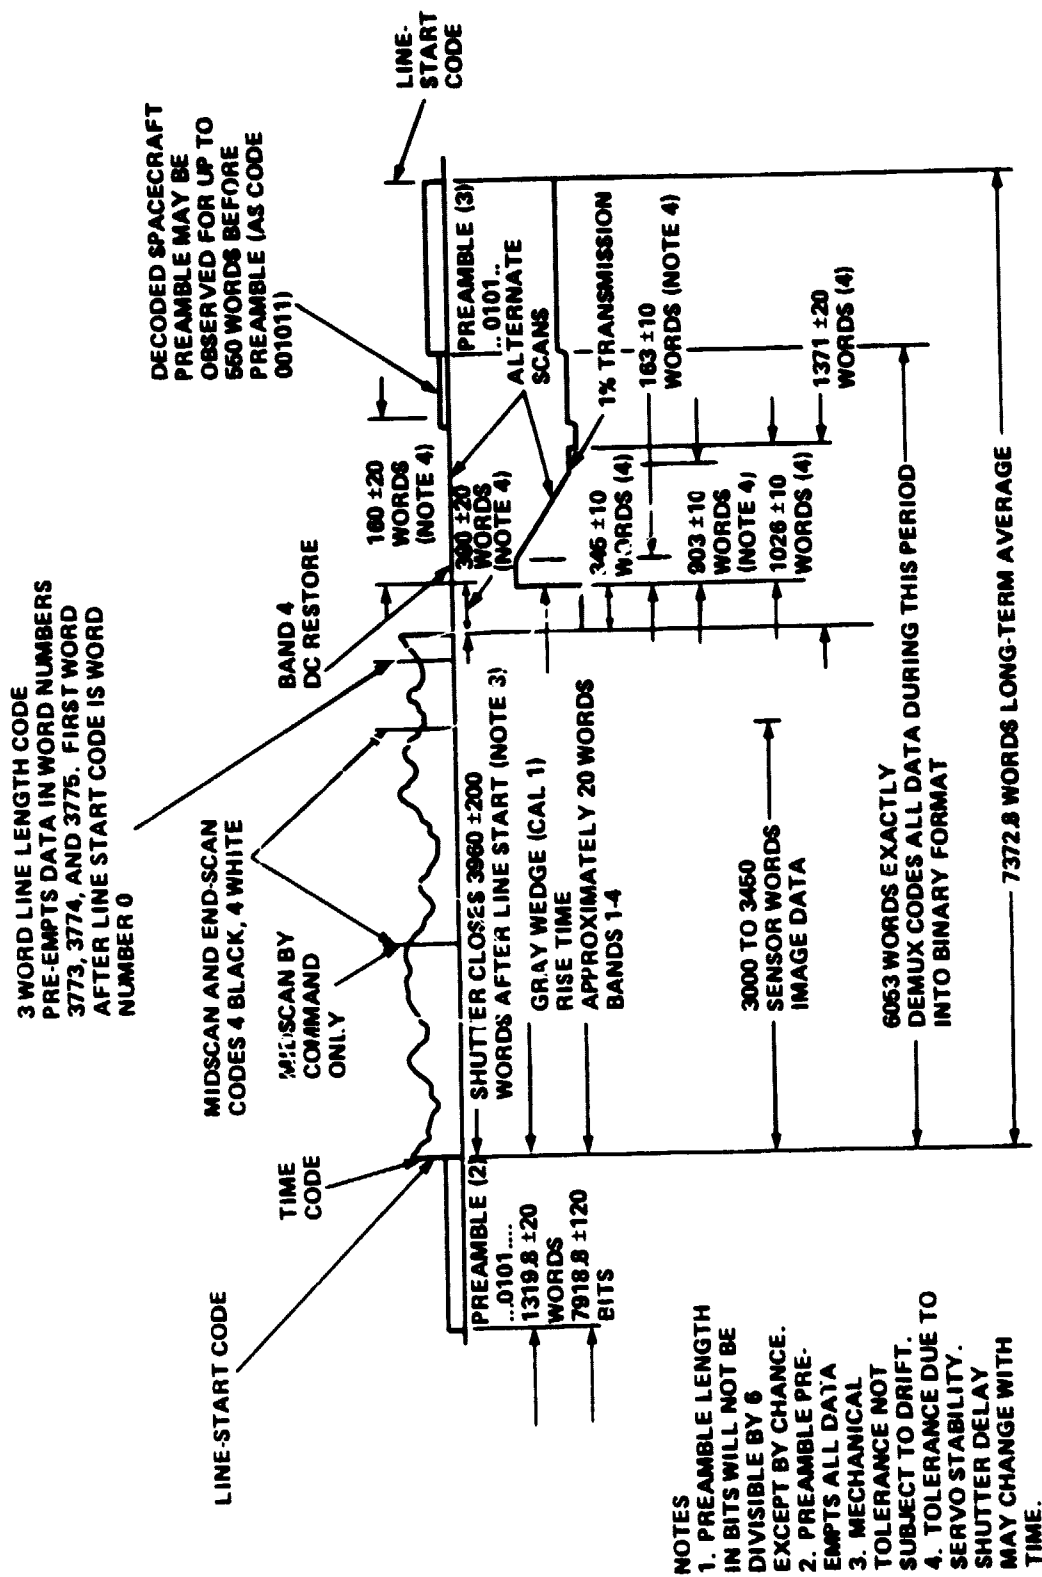 3 WORD LINE LENGTH CODE
PRE-EMPTS DATA IN WORD NUMBERS
3773, 3774, AND 3775. FIRST WORD
AFTER LINE START CODE IS WORD
NUMBER 0
DECODED SPACECRAFT
PREAMBLE MAY BE
OBSERVED FOR UP TO
550 WORDS BEFORE
PREAMBLE (AS CODE
001011)
LINE-
START
CODE
MIDSCAN AND END-SCAN
CODES 4 BLACK, 4 WHITE
LINE-START CODE
TIME
CODE
MIDSCAN BY
COMMAND
ONLY
BAND 4
DC RESTORE
160 ±20
WORDS
(NOTE 4)
PREAMBLE (2)
...0101....
1319.8 ±20
WORDS
7918.8 ±120
BITS
SHUTTER CLOSES 3960 ±200
WORDS AFTER LINE START (NOTE 3)
GRAY WEDGE (CAL 1)
RISE TIME
APPROXIMATELY 20 WORDS
BANDS 1-4
±20
WORDS
(NOTE 4)
PREAMBLE (3)
...0101..
ALTERNATE
SCANS
1% TRANSMISSION
±10
WORDS (4)
163 ±10
WORDS (NOTE 4)
903 ±10
WORDS
(NOTE 4)
1026 ±10
WORDS (4)
1371 ±20
WORDS (4)
3000 TO 3450
SENSOR WORDS
IMAGE DATA
6053 WORDS EXACTLY
DEMUX CODES ALL DATA DURING THIS PERIOD
INTO BINARY FORMAT
7372.8 WORDS LONG-TERM AVERAGE
NOTES
1. PREAMBLE LENGTH
IN BITS WILL NOT BE
DIVISIBLE BY 6
EXCEPT BY CHANCE.
2. PREAMBLE PRE-
EMPTS ALL DATA
3. MECHANICAL
TOLERANCE NOT
SUBJECT TO DRIFT.
4. TOLERANCE DUE TO
SERVO STABILITY.
SHUTTER DELAY
MAY CHANGE WITH
TIME.